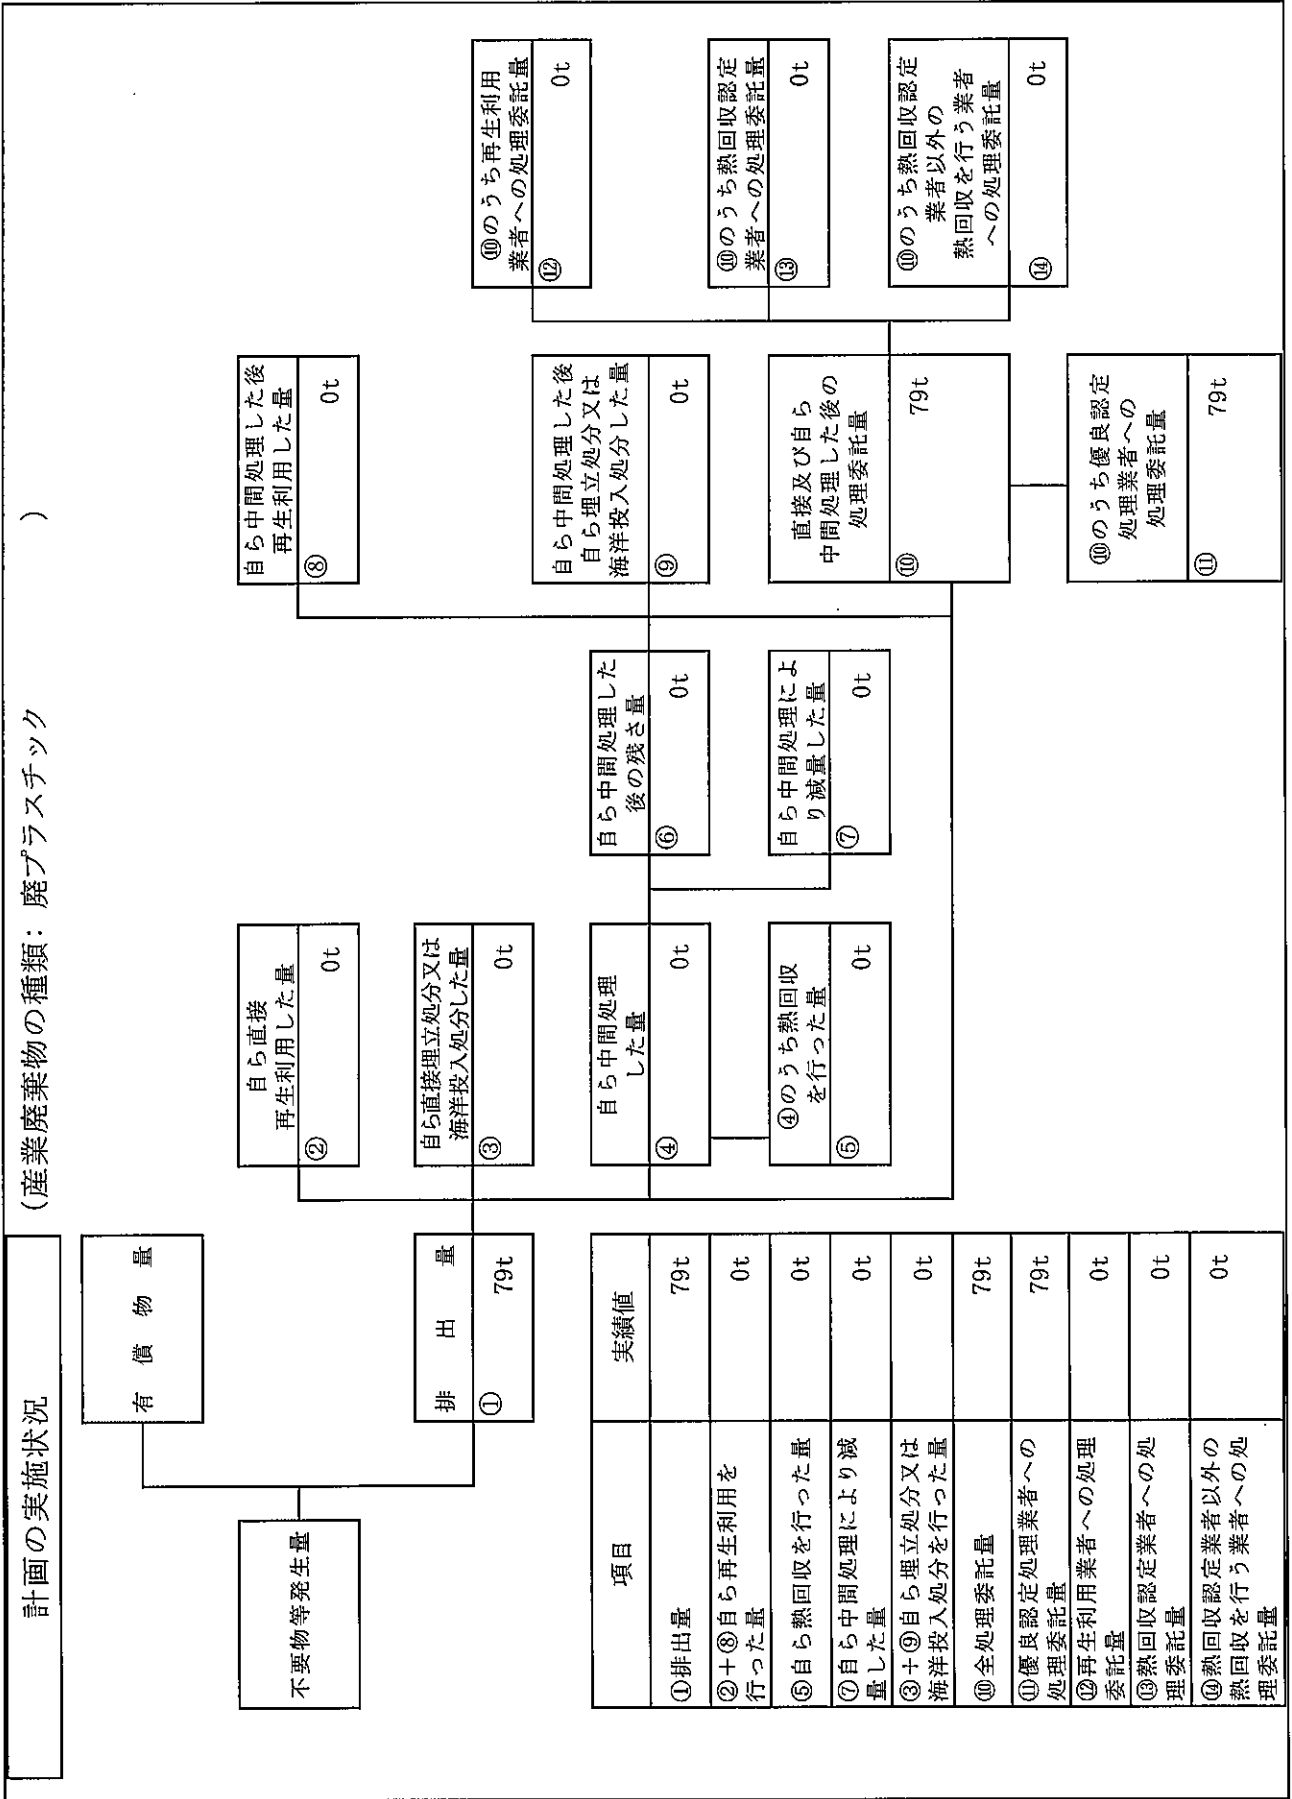 計画の実施状況
(産業廃棄物の種類：廃プラスチック　　　　　)
不要物等発生量
有償物量
排出量
① 79t
自ら直接
再生利用した量
② 0t
自ら直接埋立処分又は
海洋投入処分した量
③ 0t
自ら中間処理
した量
④ 0t
④のうち熱回収
を行った量
⑤ 0t
自ら中間処理した
後の残さ量
⑥ 0t
自ら中間処理によ
り減量した量
⑦ 0t
自ら中間処理した後
再生利用した量
⑧ 0t
自ら中間処理した後
自ら埋立処分又は
海洋投入処分した量
⑨ 0t
直接及び自ら
中間処理した後の
処理委託量
⑩ 79t
⑩のうち優良認定
処理業者への
処理委託量
⑪ 79t
⑩のうち再生利用
業者への処理委託量
⑫ 0t
⑩のうち熱回収認定
業者への処理委託量
⑬ 0t
⑩のうち熱回収認定
業者以外の
熱回収を行う業者
への処理委託量
⑭ 0t
項目 実績値
①排出量 79t
②+⑧自ら再生利用を
行った量 0t
⑤自ら熱回収を行った量 0t
⑦自ら中間処理により減
量した量 0t
③+⑨自ら埋立処分又は
海洋投入処分を行った量 0t
⑩全処理委託量 79t
⑪優良認定処理業者への
処理委託量 79t
⑫再生利用業者への処理
委託量 0t
⑬熱回収認定業者への処
理委託量 0t
⑭熱回収認定業者以外の
熱回収を行う業者への処
理委託量 0t